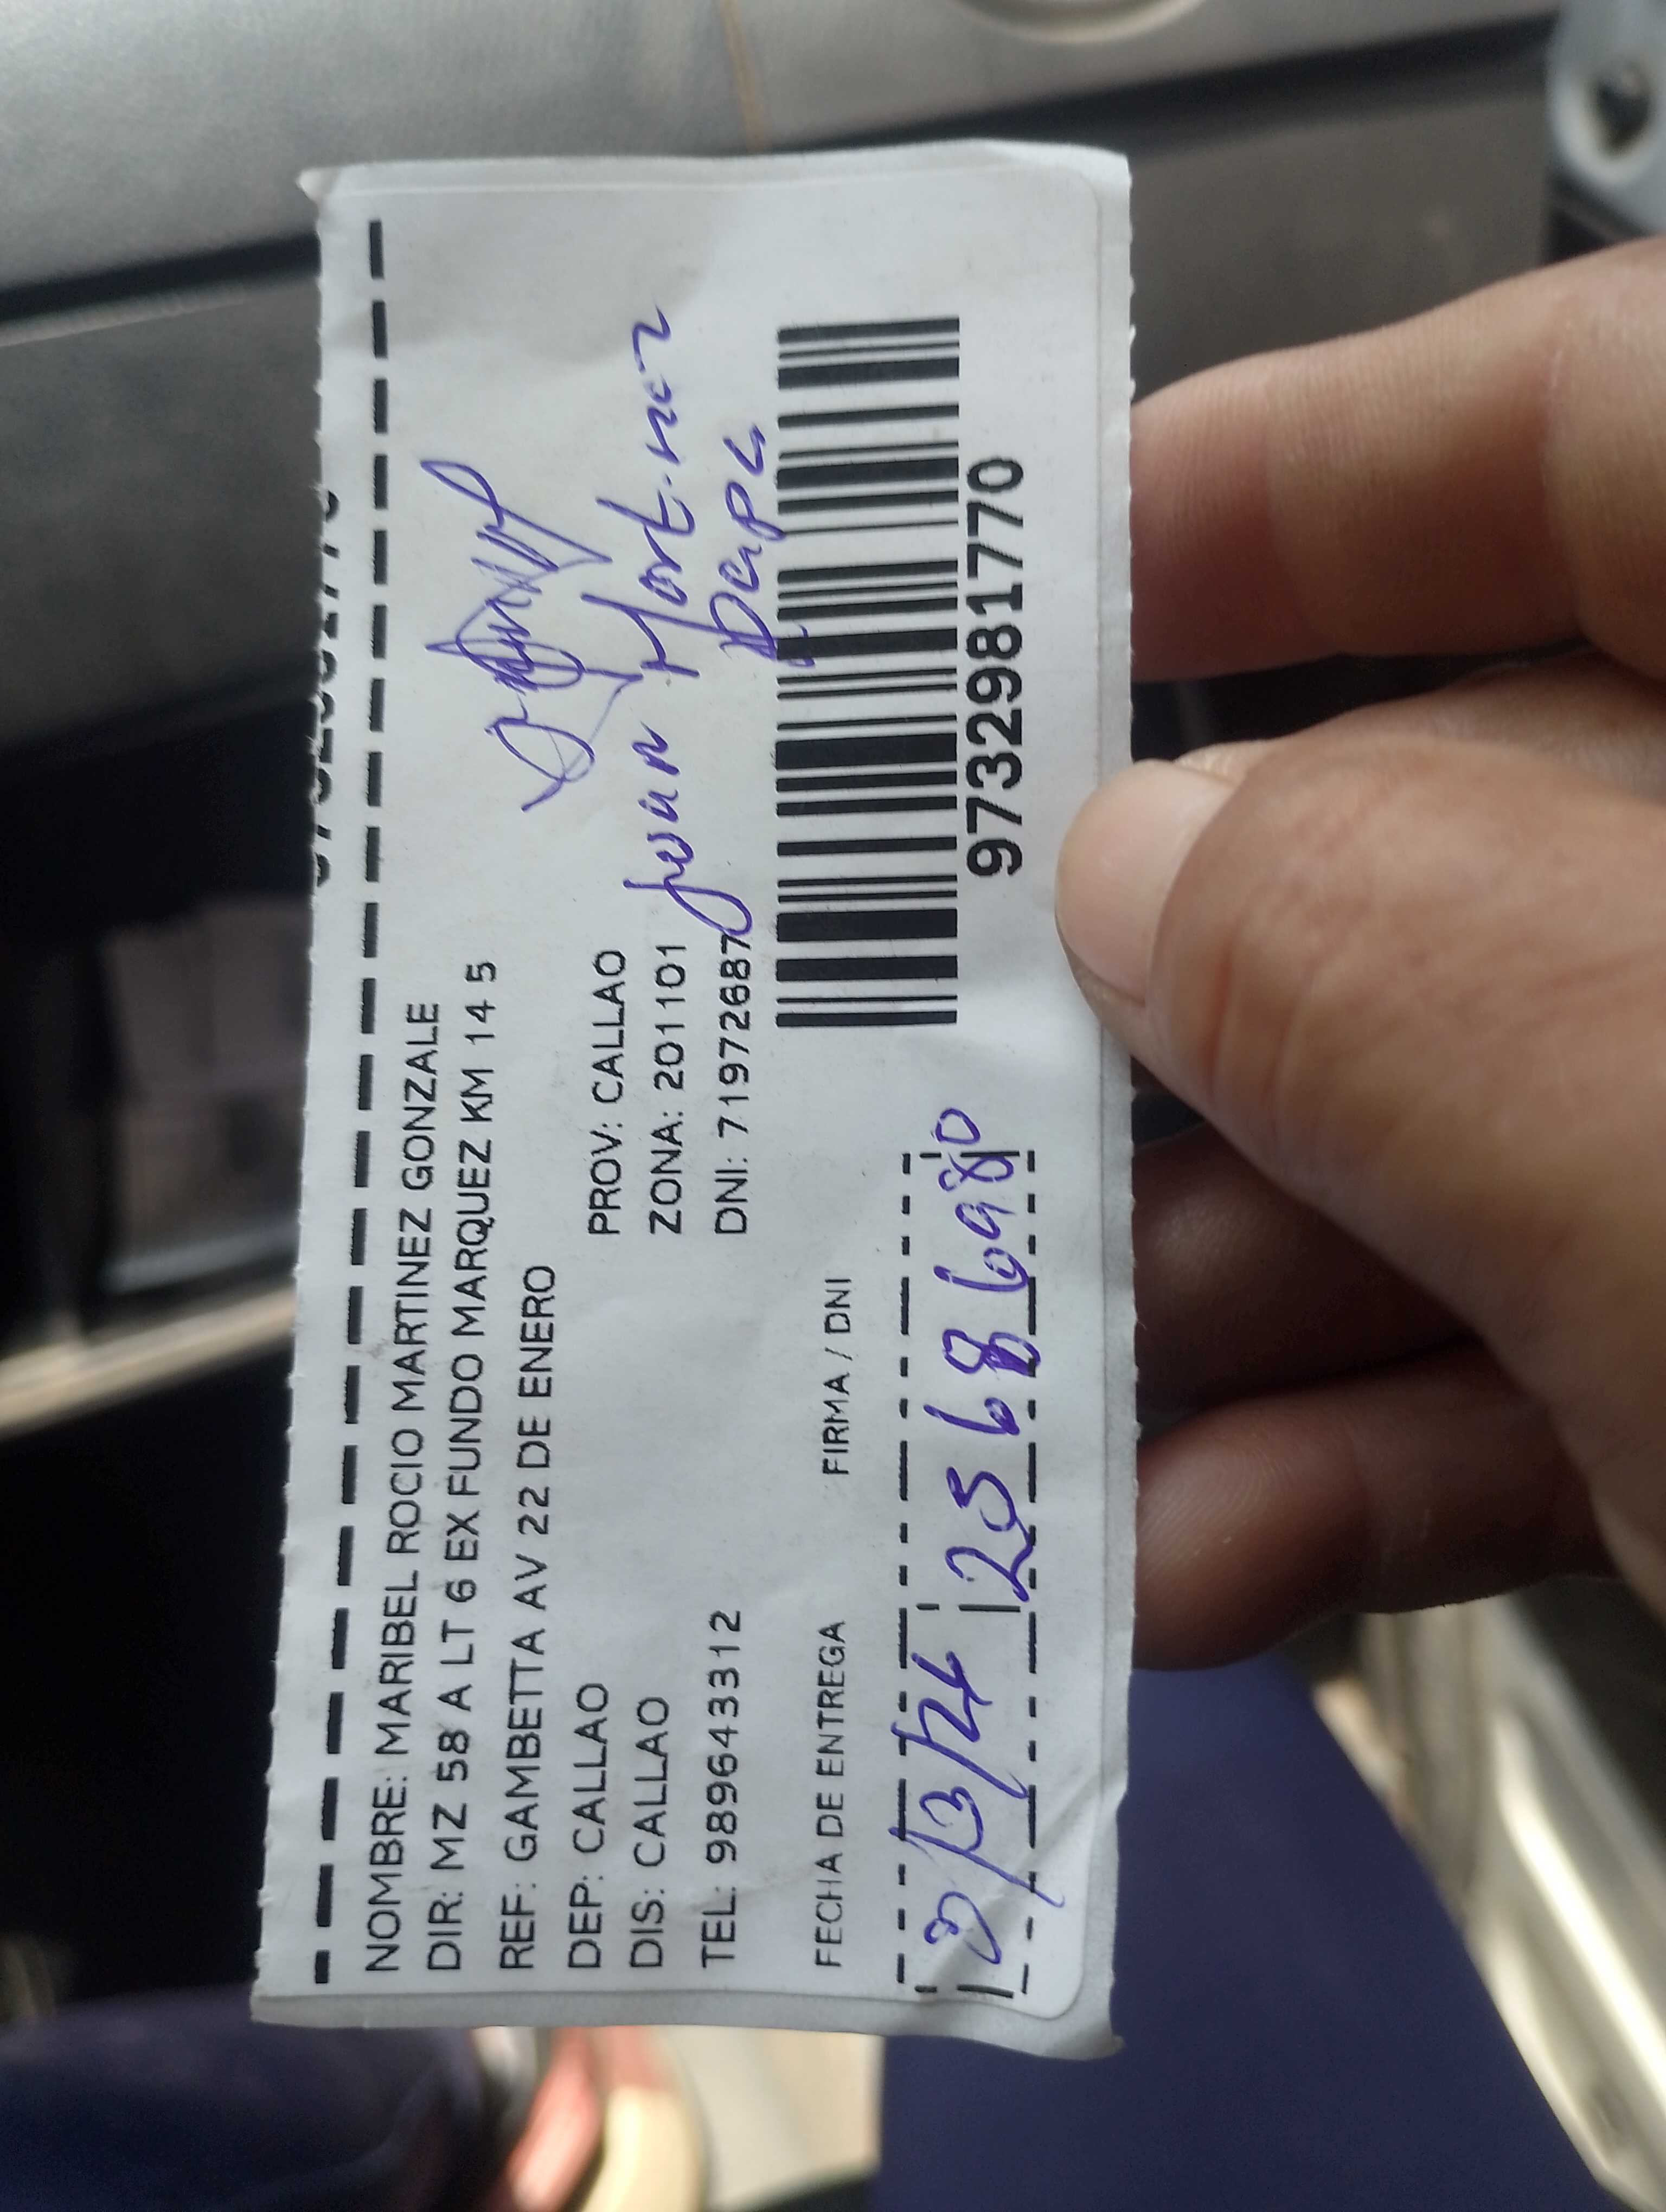 NOMBRE: MARIBEL ROCIO MARTINEZ GONZALE
DIR: MZ 58 A LT 6 EX FUNDO MARQUEZ KM 14 5
REF: GAMBETTA AV 22 DE ENERO
DEP: CALLAO PROV: CALLAO
DIS: CALLAO ZONA: 201101
TEL: 989643312 DNI: 71972687
Juan Martinez
Papa
FECHA DE ENTREGA FIRMA / DNI
9732981770